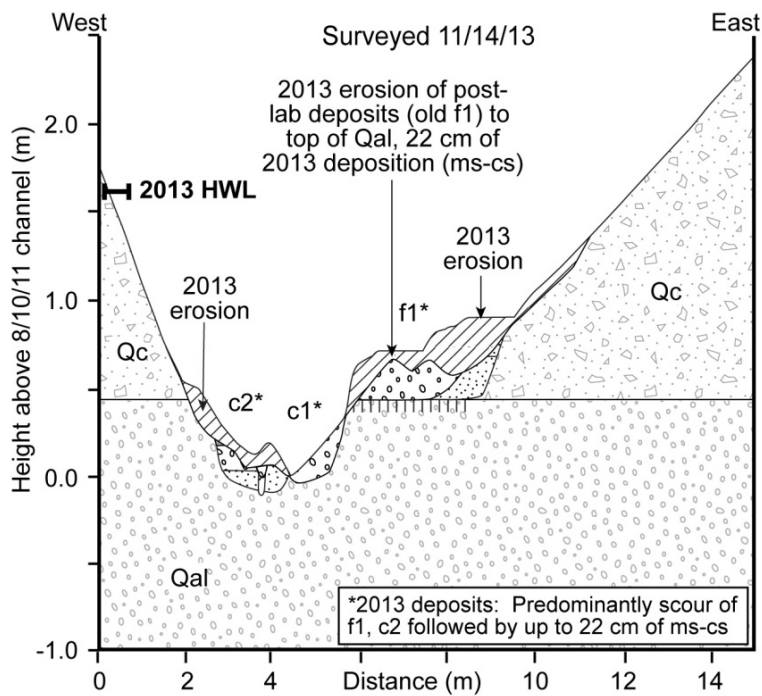 West
East
Surveyed 11/14/13
2013 erosion of post-
lab deposits (old f1) to
top of Qal, 22 cm of
2013 deposition (ms-cs)
2013 HWL
2013
erosion
2013
erosion
f1*
Qc
Qc
c2*
c1*
Qal
*2013 deposits: Predominantly scour of
f1, c2 followed by up to 22 cm of ms-cs
Height above 8/10/11 channel (m)
2.0
1.0
0.0
-1.0
0
2
4
6
8
10
12
14
Distance (m)